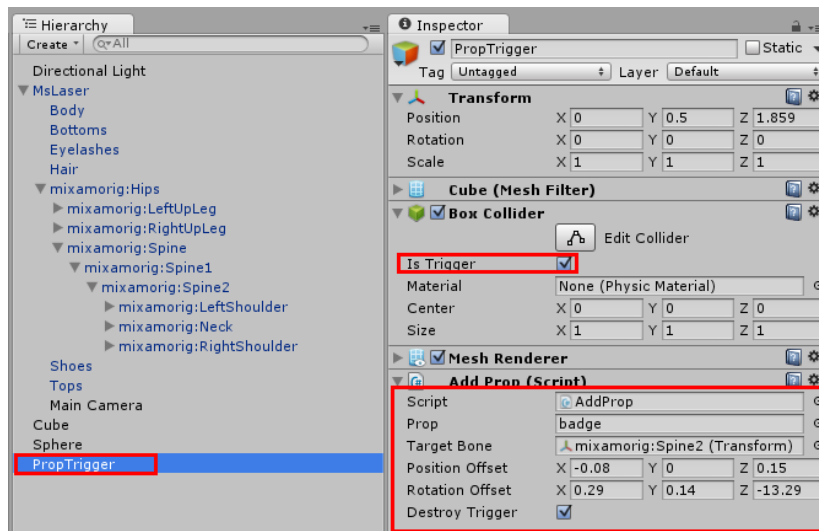 Hierarchy
Create
All
Directional Light
MsLaser
Body
Bottoms
Eyelashes
Hair
mixamorig:Hips
mixamorig:LeftUpLeg
mixamorig:RightUpLeg
mixamorig:Spine
mixamorig:Spine1
mixamorig:Spine2
mixamorig:LeftShoulder
mixamorig:Neck
mixamorig:RightShoulder
Shoes
Tops
Main Camera
Cube
Sphere
PropTrigger
Inspector
PropTrigger Static
Tag Untagged Layer Default
Transform
Position X 0 Y 0.5 Z 1.859
Rotation X 0 Y 0 Z 0
Scale X 1 Y 1 Z 1
Cube (Mesh Filter)
Box Collider
Edit Collider
Is Trigger
Material None (Physic Material)
Center X 0 Y 0 Z 0
Size X 1 Y 1 Z 1
Mesh Renderer
Add Prop (Script)
Script AddProp
Prop badge
Target Bone mixamorig:Spine2 (Transform)
Position Offset X -0.08 Y 0 Z 0.15
Rotation Offset X 0.29 Y 0.14 Z -13.29
Destroy Trigger